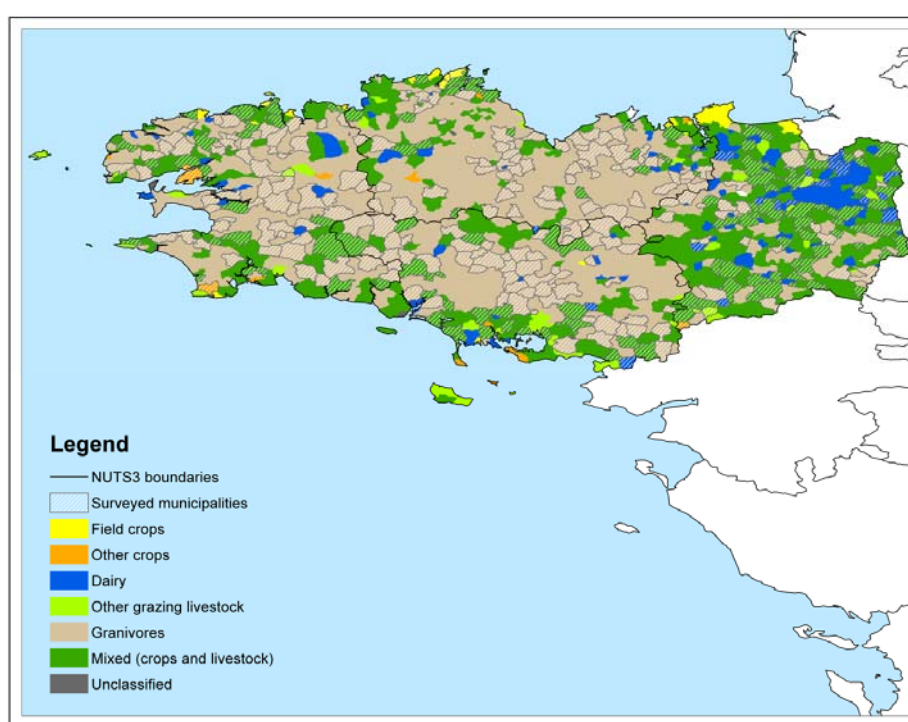 Legend
NUTS3 boundaries
Surveyed municipalities
Field crops
Other crops
Dairy
Other grazing livestock
Granivores
Mixed (crops and livestock)
Unclassified